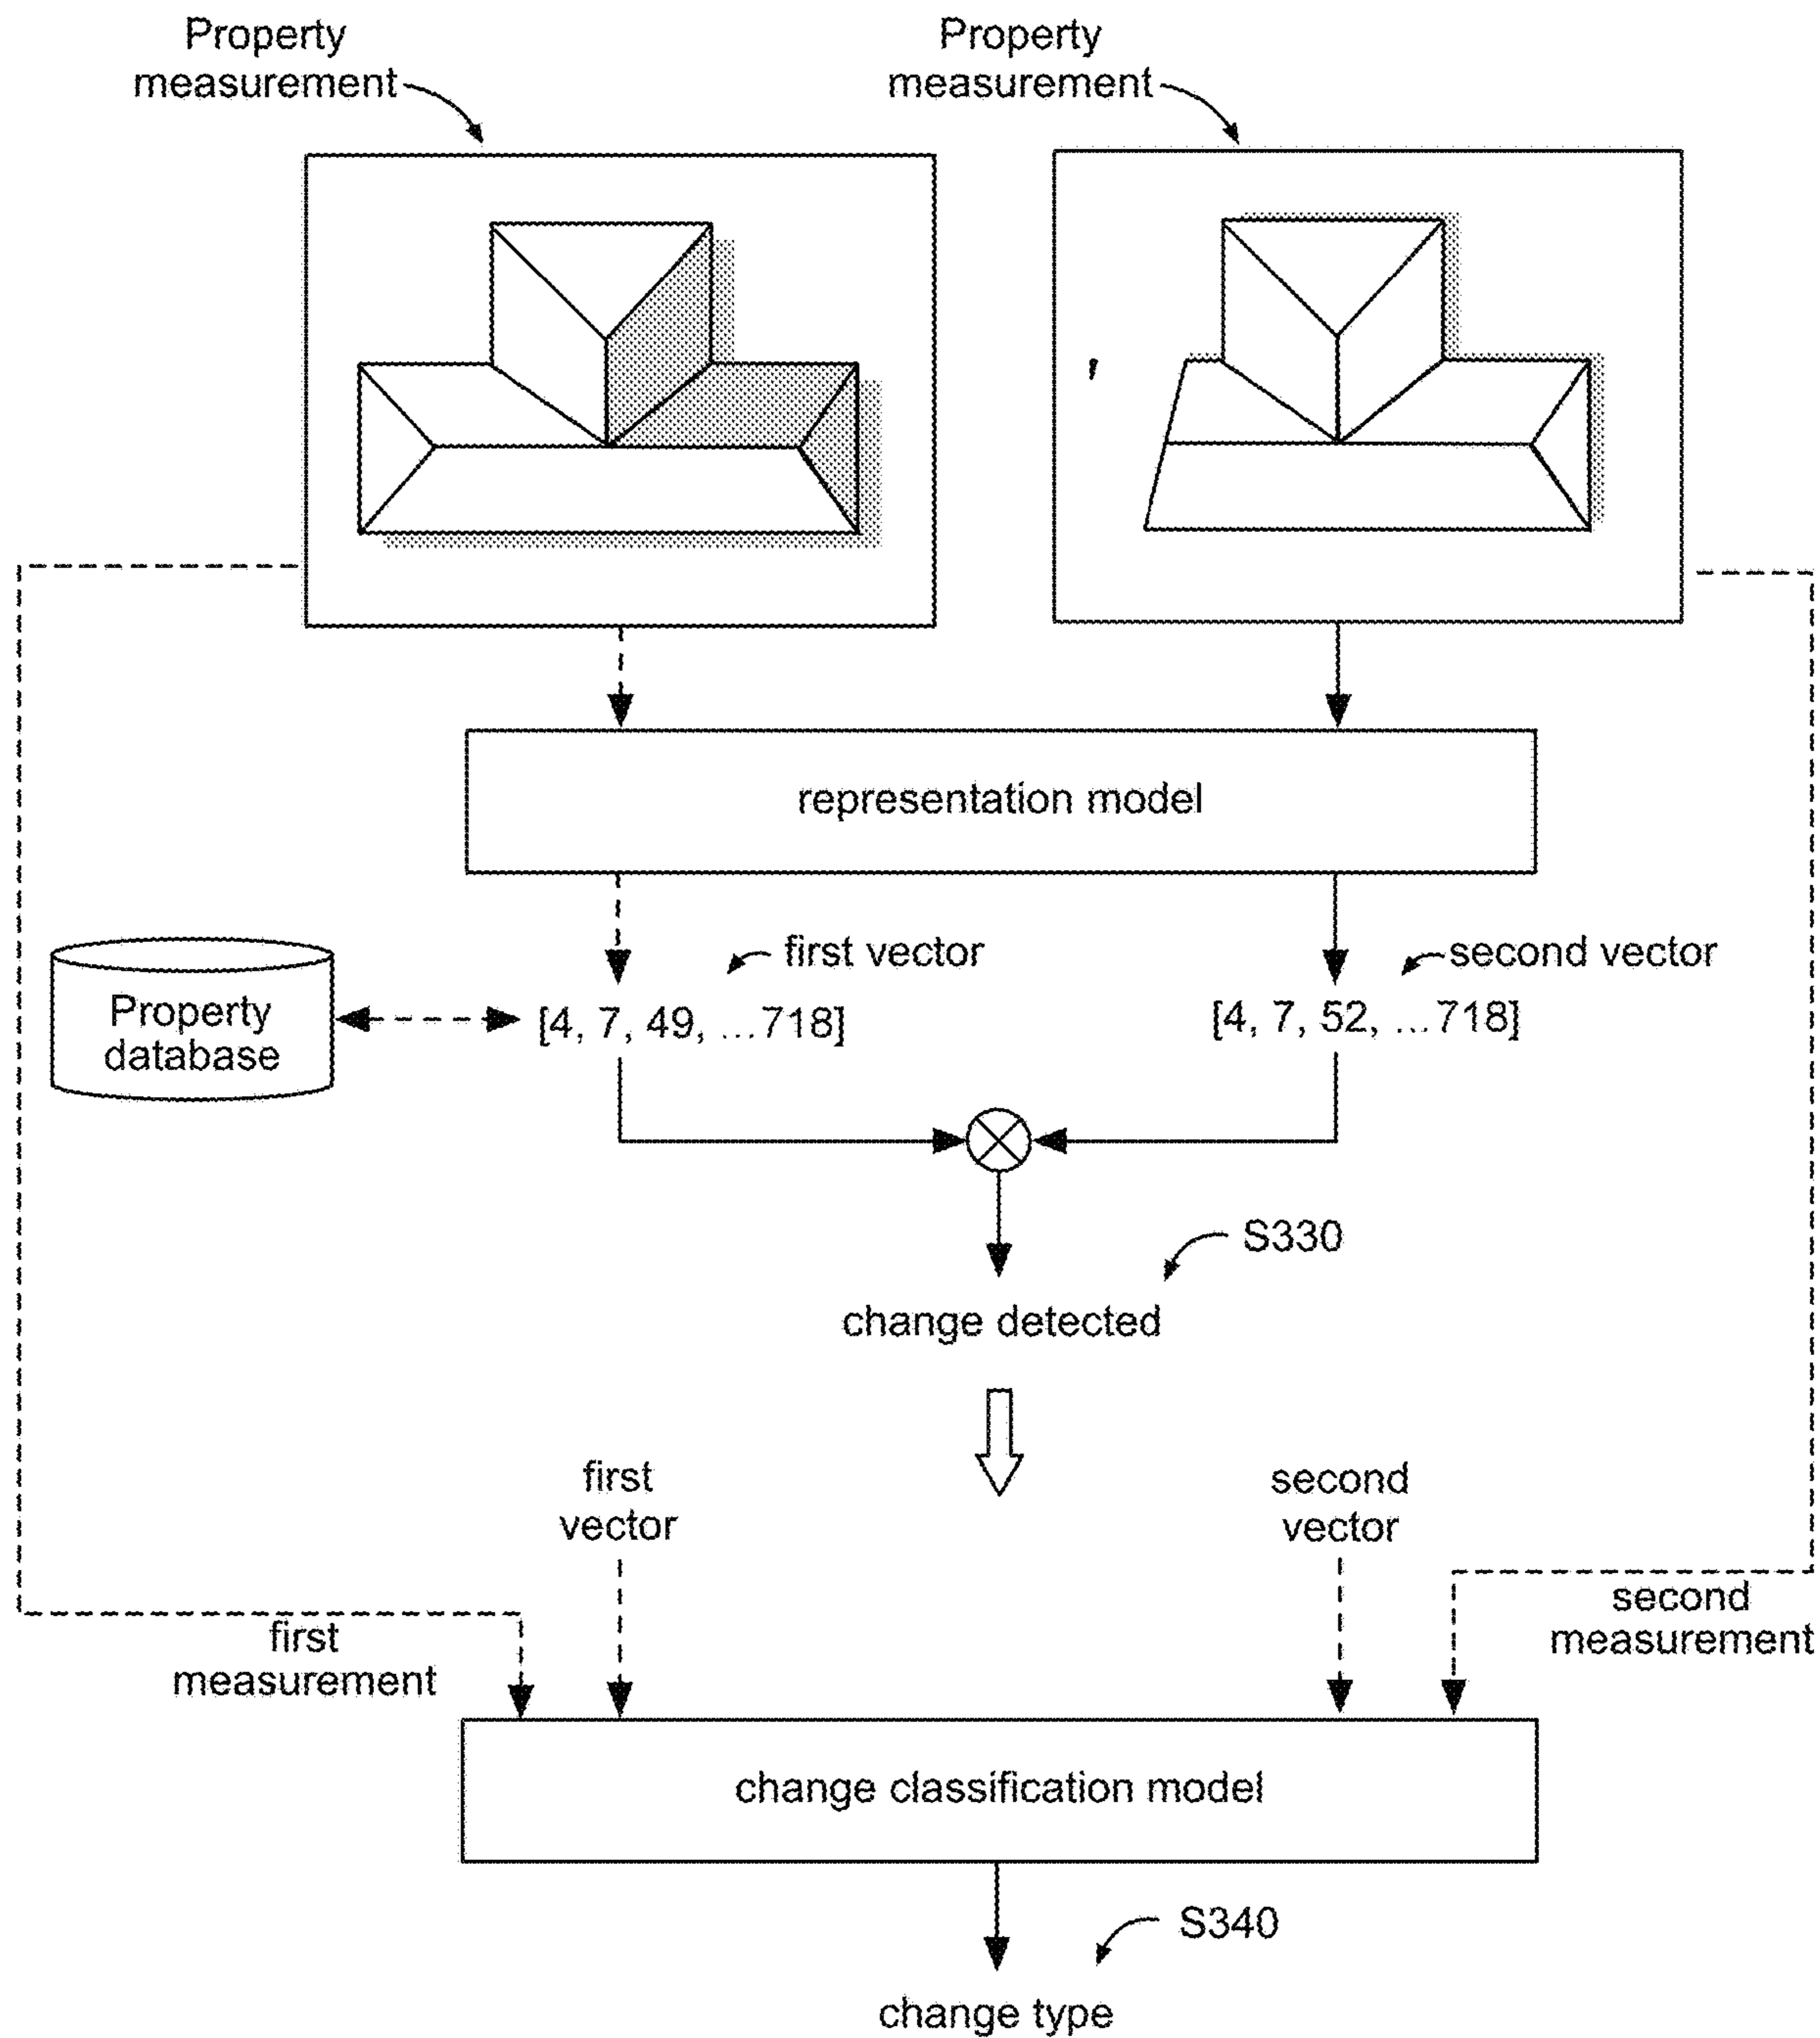 Property
measurement
Property
measurement
representation model
first vector
second vector
Property
database
[4, 7, 49, ...718]
[4, 7, 52, ...718]
S330
change detected
first
vector
second
vector
first
measurement
second
measurement
change classification model
S340
change type